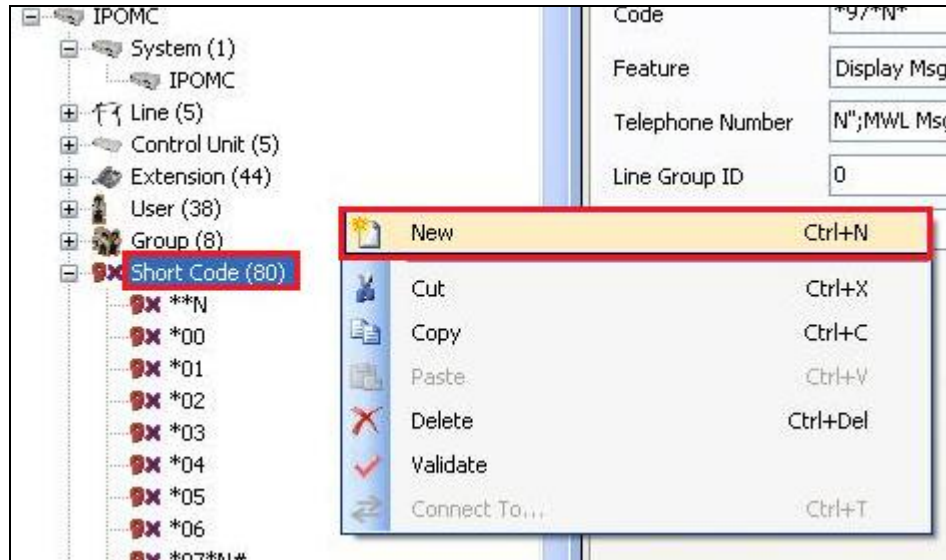 IPOMC
System (1)
IPOMC
Line (5)
Control Unit (5)
Extension (44)
User (38)
Group (8)
Short Code (80)
**N
*00
*01
*02
*03
*04
*05
*06
*07*N#
Code *97*N*
Feature Display Msg
Telephone Number N";MWL Msg
Line Group ID 0
New Ctrl+N
Cut Ctrl+X
Copy Ctrl+C
Paste Ctrl+V
Delete Ctrl+Del
Validate
Connect To... Ctrl+T